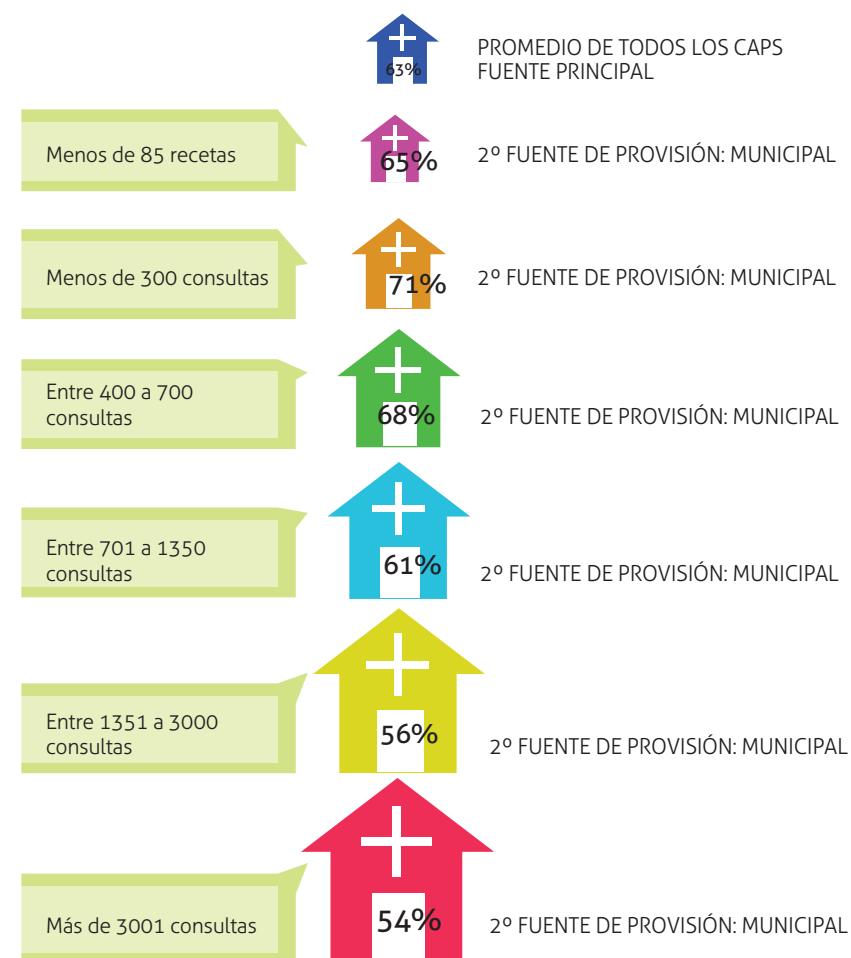 63%
PROMEDIO DE TODOS LOS CAPS
FUENTE PRINCIPAL
Menos de 85 recetas
65%
2º FUENTE DE PROVISIÓN: MUNICIPAL
Menos de 300 consultas
71%
2º FUENTE DE PROVISIÓN: MUNICIPAL
Entre 400 a 700
consultas
68%
2º FUENTE DE PROVISIÓN: MUNICIPAL
Entre 701 a 1350
consultas
61%
2º FUENTE DE PROVISIÓN: MUNICIPAL
Entre 1351 a 3000
consultas
56%
2º FUENTE DE PROVISIÓN: MUNICIPAL
Más de 3001 consultas
54%
2º FUENTE DE PROVISIÓN: MUNICIPAL